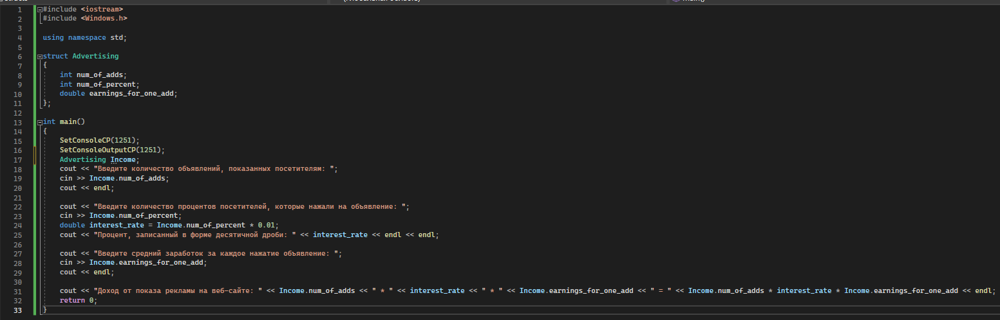 1 #include <iostream>
2 #include <Windows.h>
3
4 using namespace std;
5
6 struct Advertising
7 {
8 int num_of_adds;
9 int num_of_percent;
10 double earnings_for_one_add;
11 };
12
13 int main()
14 {
15 SetConsoleCP(1251);
16 SetConsoleOutputCP(1251);
17 Advertising Income;
18 cout << "Введите количество объявлений, показанных посетителям: ";
19 cin >> Income.num_of_adds;
20 cout << endl;
21
22 cout << "Введите количество процентов посетителей, которые нажали на объявление: ";
23 cin >> Income.num_of_percent;
24 double interest_rate = Income.num_of_percent * 0.01;
25 cout << "Процент, записанный в форме десятичной дроби: " << interest_rate << endl << endl;
26
27 cout << "Введите средний заработок за каждое нажатие объявление: ";
28 cin >> Income.earnings_for_one_add;
29 cout << endl;
30
31 cout << "Доход от показа рекламы на веб-сайте: " << Income.num_of_adds << " * " << interest_rate << " * " << Income.earnings_for_one_add << " = " << Income.num_of_adds * interest_rate * Income.earnings_for_one_add << endl;
32 return 0;
33 }